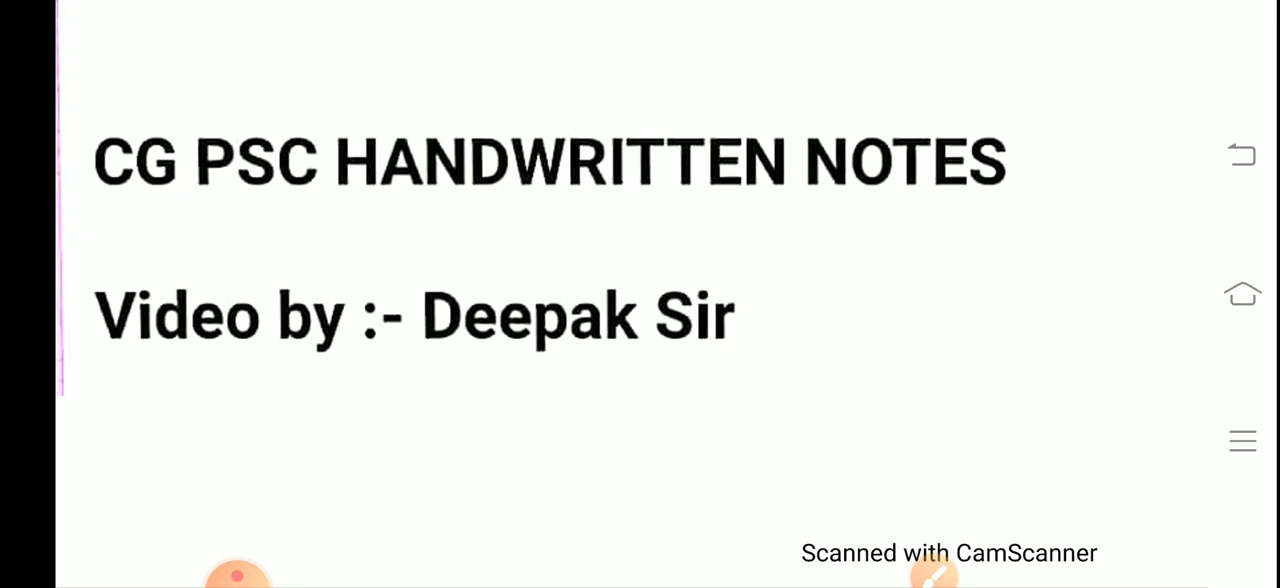 CG PSC HANDWRITTEN NOTES
Video by :- Deepak Sir
Scanned with CamScanner